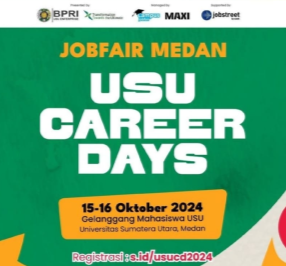 BPRI
MAXI
jobstreet
JOBFAIR MEDAN
USU
CAREER
DAYS
15-16 Oktober 2024
Gelanggang Mahasiswa USU
Universitas Sumatera Utara, Medan
Registrasi : s.id/usucd2024